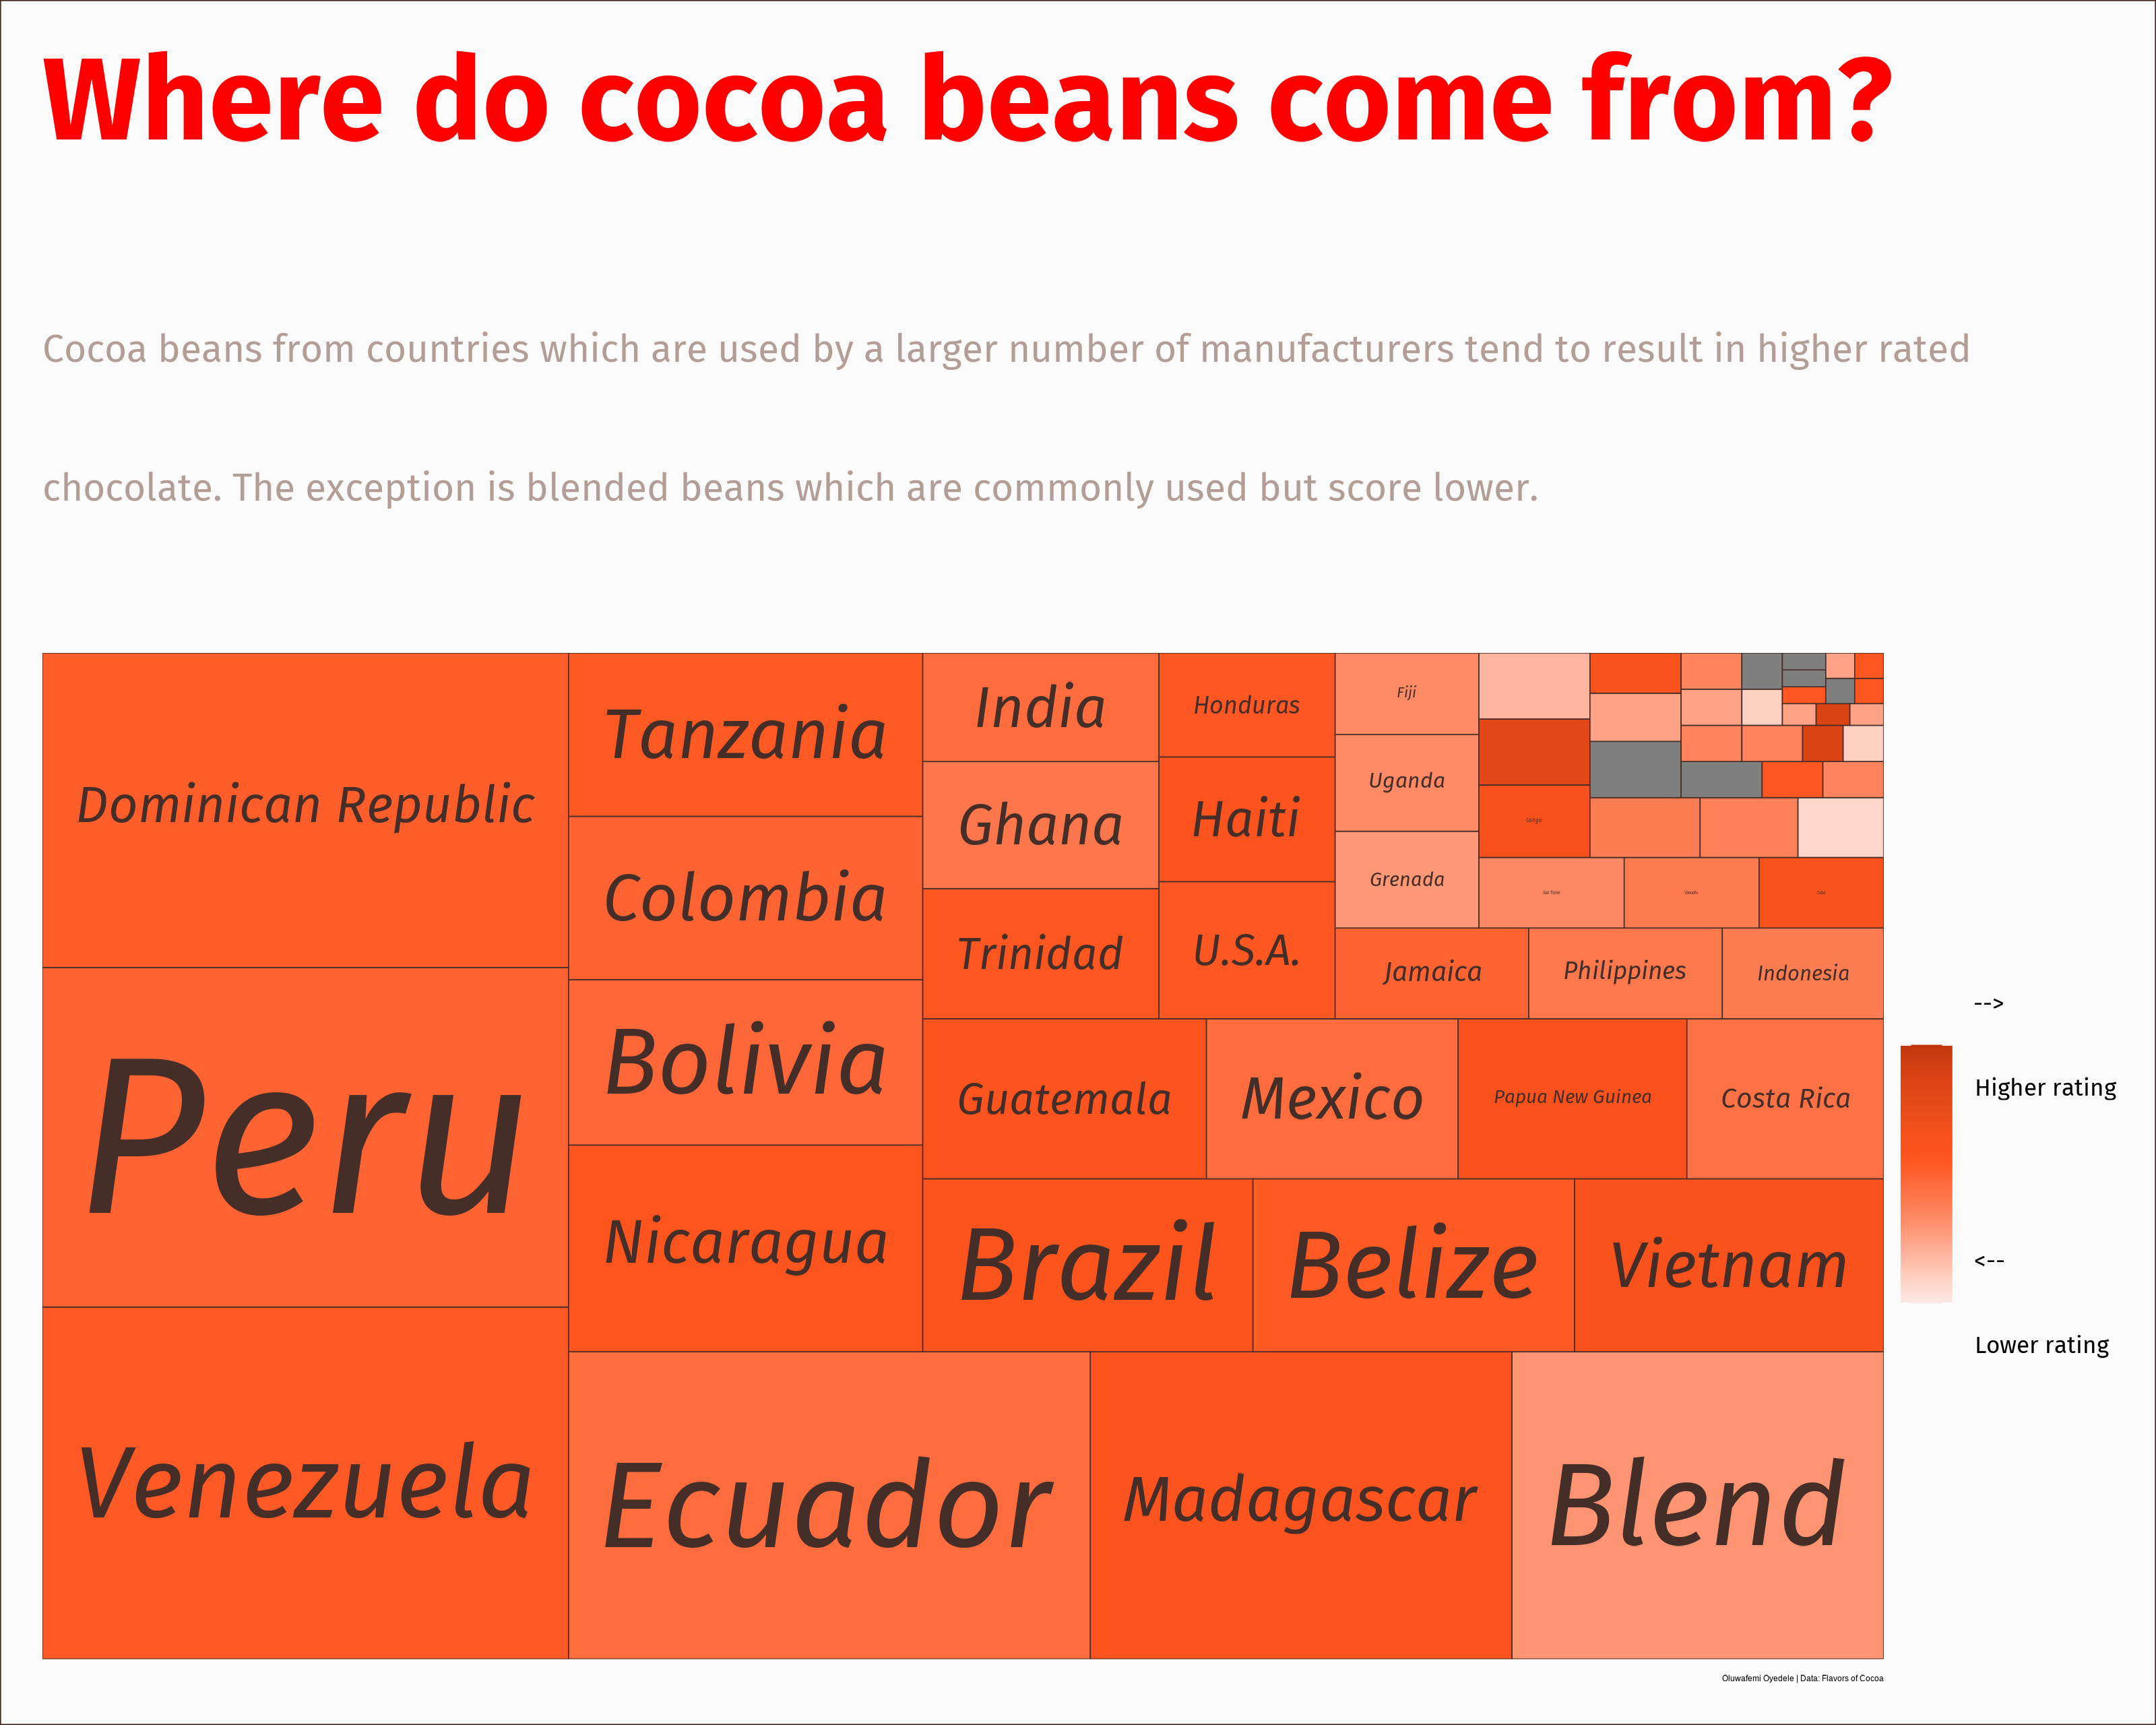 Where do cocoa beans come from?
Cocoa beans from countries which are used by a larger number of manufacturers tend to result in higher rated
chocolate. The exception is blended beans which are commonly used but score lower.
Dominican Republic
Peru
Venezuela
Tanzania
Colombia
Bolivia
Nicaragua
Ecuador
Madagascar
Blend
India
Ghana
Trinidad
Honduras
Haiti
U.S.A.
Guatemala
Mexico
Papua New Guinea
Costa Rica
Brazil
Belize
Vietnam
Fiji
Uganda
Grenada
Jamaica
Philippines
Indonesia
Congo
Sao Tome
Vanuatu
Cuba
-->
Higher rating
<--
Lower rating
Oluwafemi Oyedele | Data: Flavors of Cocoa